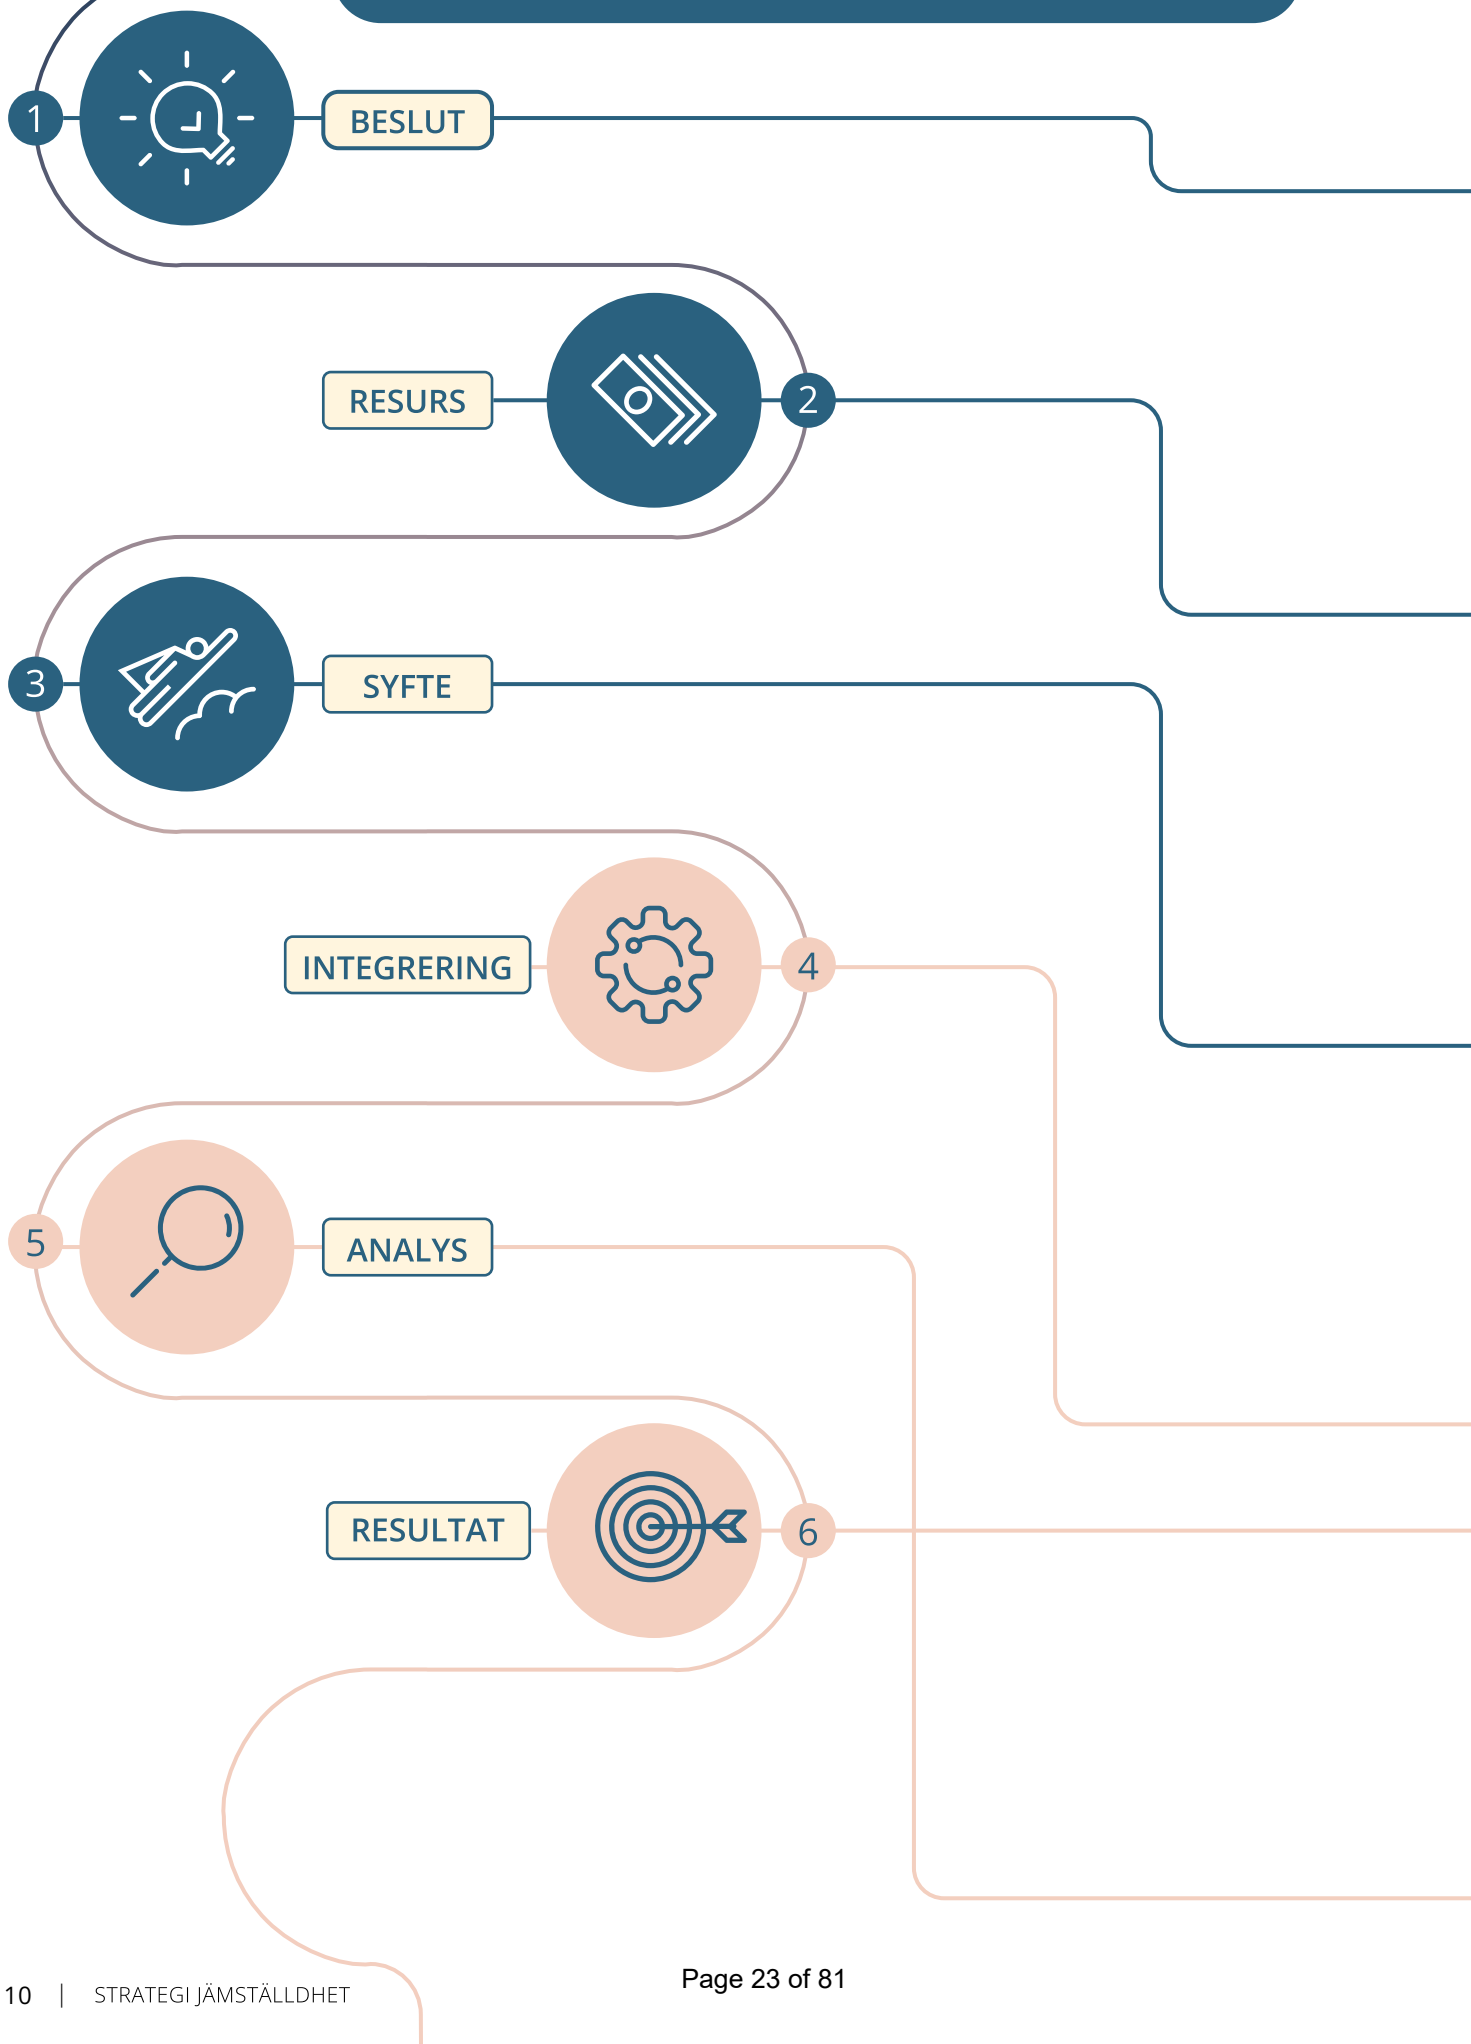 1
BESLUT
RESURS
2
3
SYFTE
INTEGRERING
4
5
ANALYS
RESULTAT
6
10 | STRATEGI JÄMSTÄLLDHET
Page 23 of 81